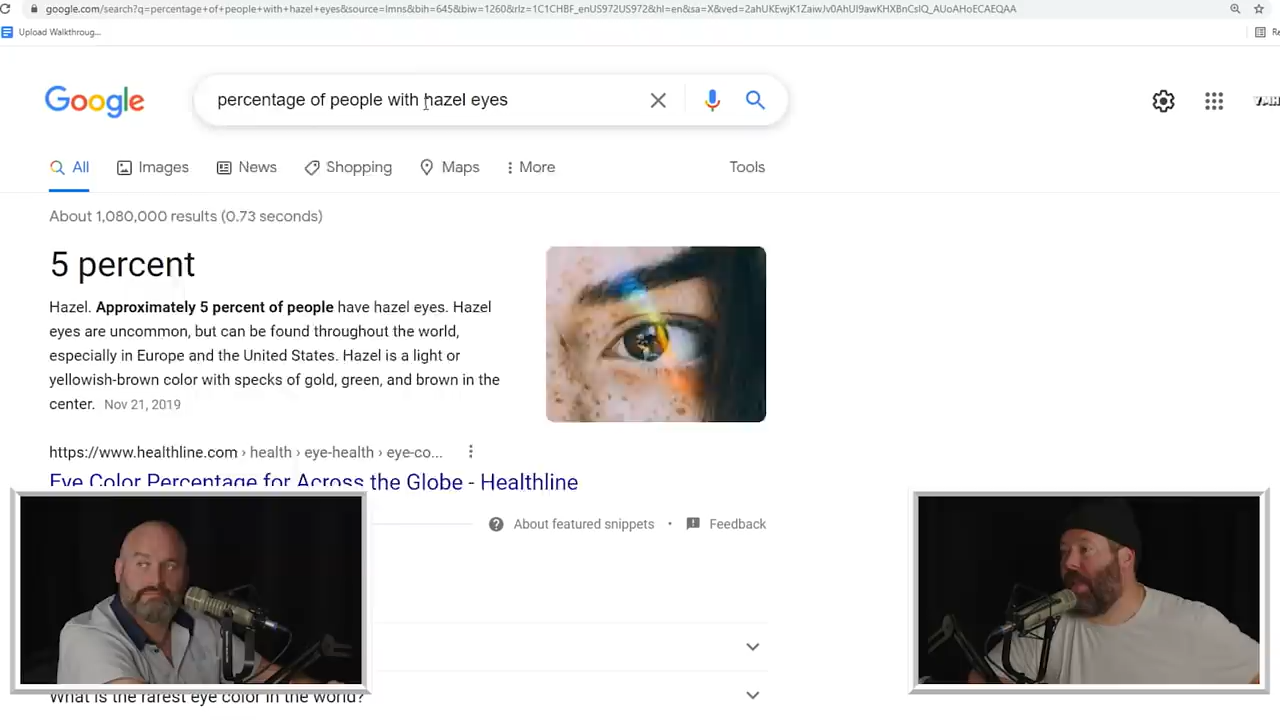 google.com/search?q=percentage+of+people+with+hazel+eyes&source=lmns&bih=645&biw=1260&rlz=1C1CHBF_enUS972US972&hl=en&sa=X&ved=2ahUKEwjK1ZaiwJv0AhUI9awKHXBnCsIQ_AUoAHoECAEQAA
Upload Walkthroug...
Re
Google
percentage of people with hazel eyes
YMH
All
Images
News
Shopping
Maps
More
Tools
About 1,080,000 results (0.73 seconds)
5 percent
Hazel. Approximately 5 percent of people have hazel eyes. Hazel
eyes are uncommon, but can be found throughout the world,
especially in Europe and the United States. Hazel is a light or
yellowish-brown color with specks of gold, green, and brown in the
center. Nov 21, 2019
https://www.healthline.com › health › eye-health › eye-co...
Eye Color Percentage for Across the Globe - Healthline
About featured snippets • Feedback
What is the rarest eye color in the world?